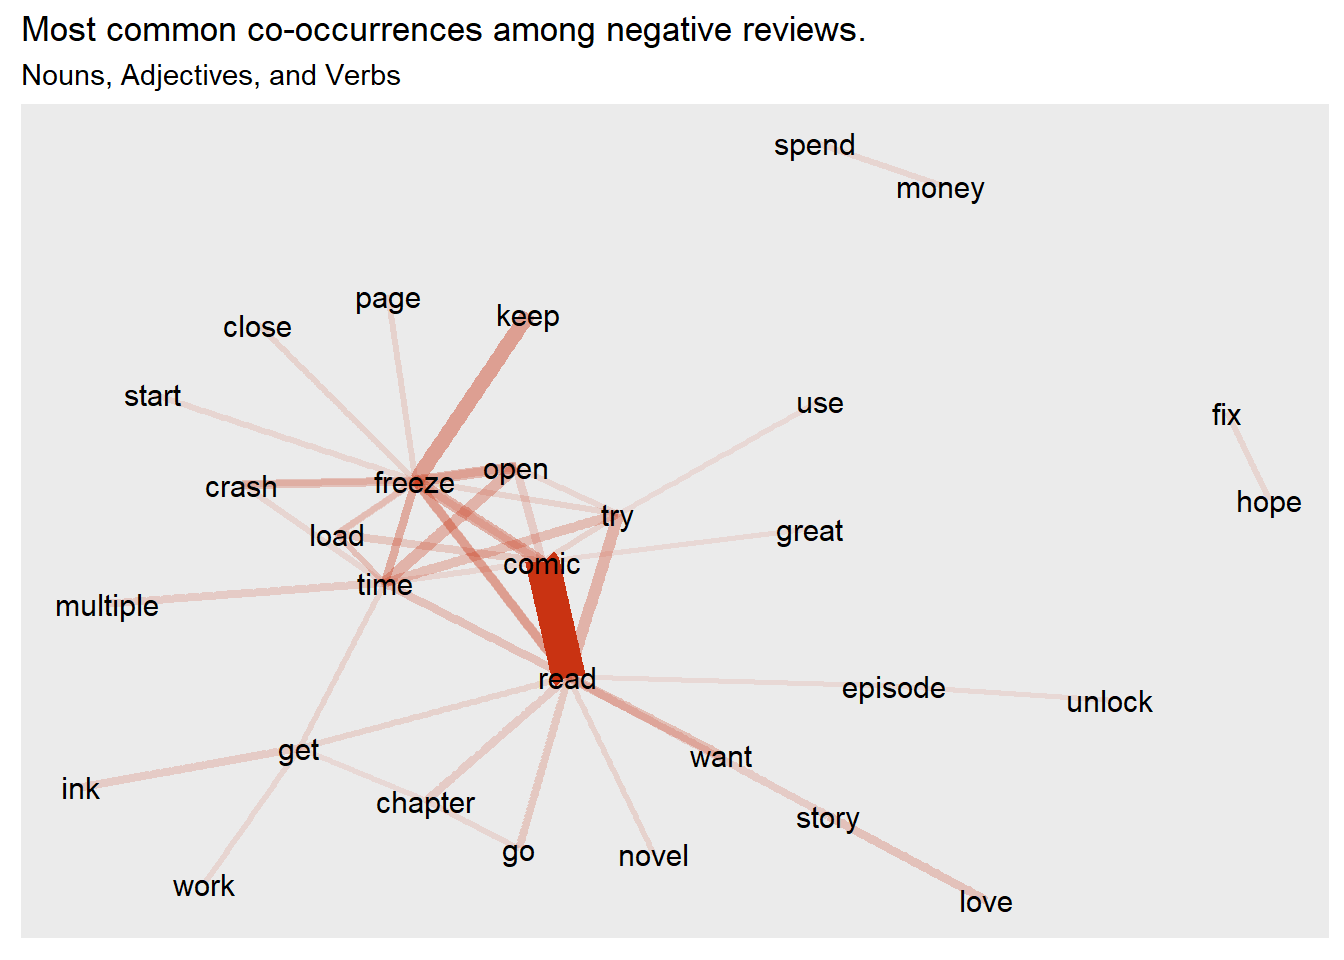 Most common co-occurrences among negative reviews.
Nouns, Adjectives, and Verbs
spend
money
page
keep
close
start
use
fix
open
freeze
crash
hope
try
load
great
comic
time
multiple
read
episode
unlock
get
want
ink
chapter
story
go
novel
work
love